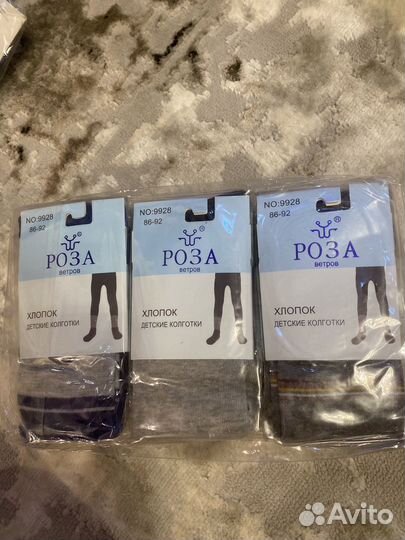 NO:9928
86-92
®
РОЗА
ветров
ХЛОПОК
ДЕТСКИЕ КОЛГОТКИ
NO:9928
86-92
®
РОЗА
ветров
ХЛОПОК
ДЕТСКИЕ КОЛГОТКИ
NO:9928
86-92
®
РОЗА
ветров
ХЛОПОК
ДЕТСКИЕ КОЛГОТКИ
Avito